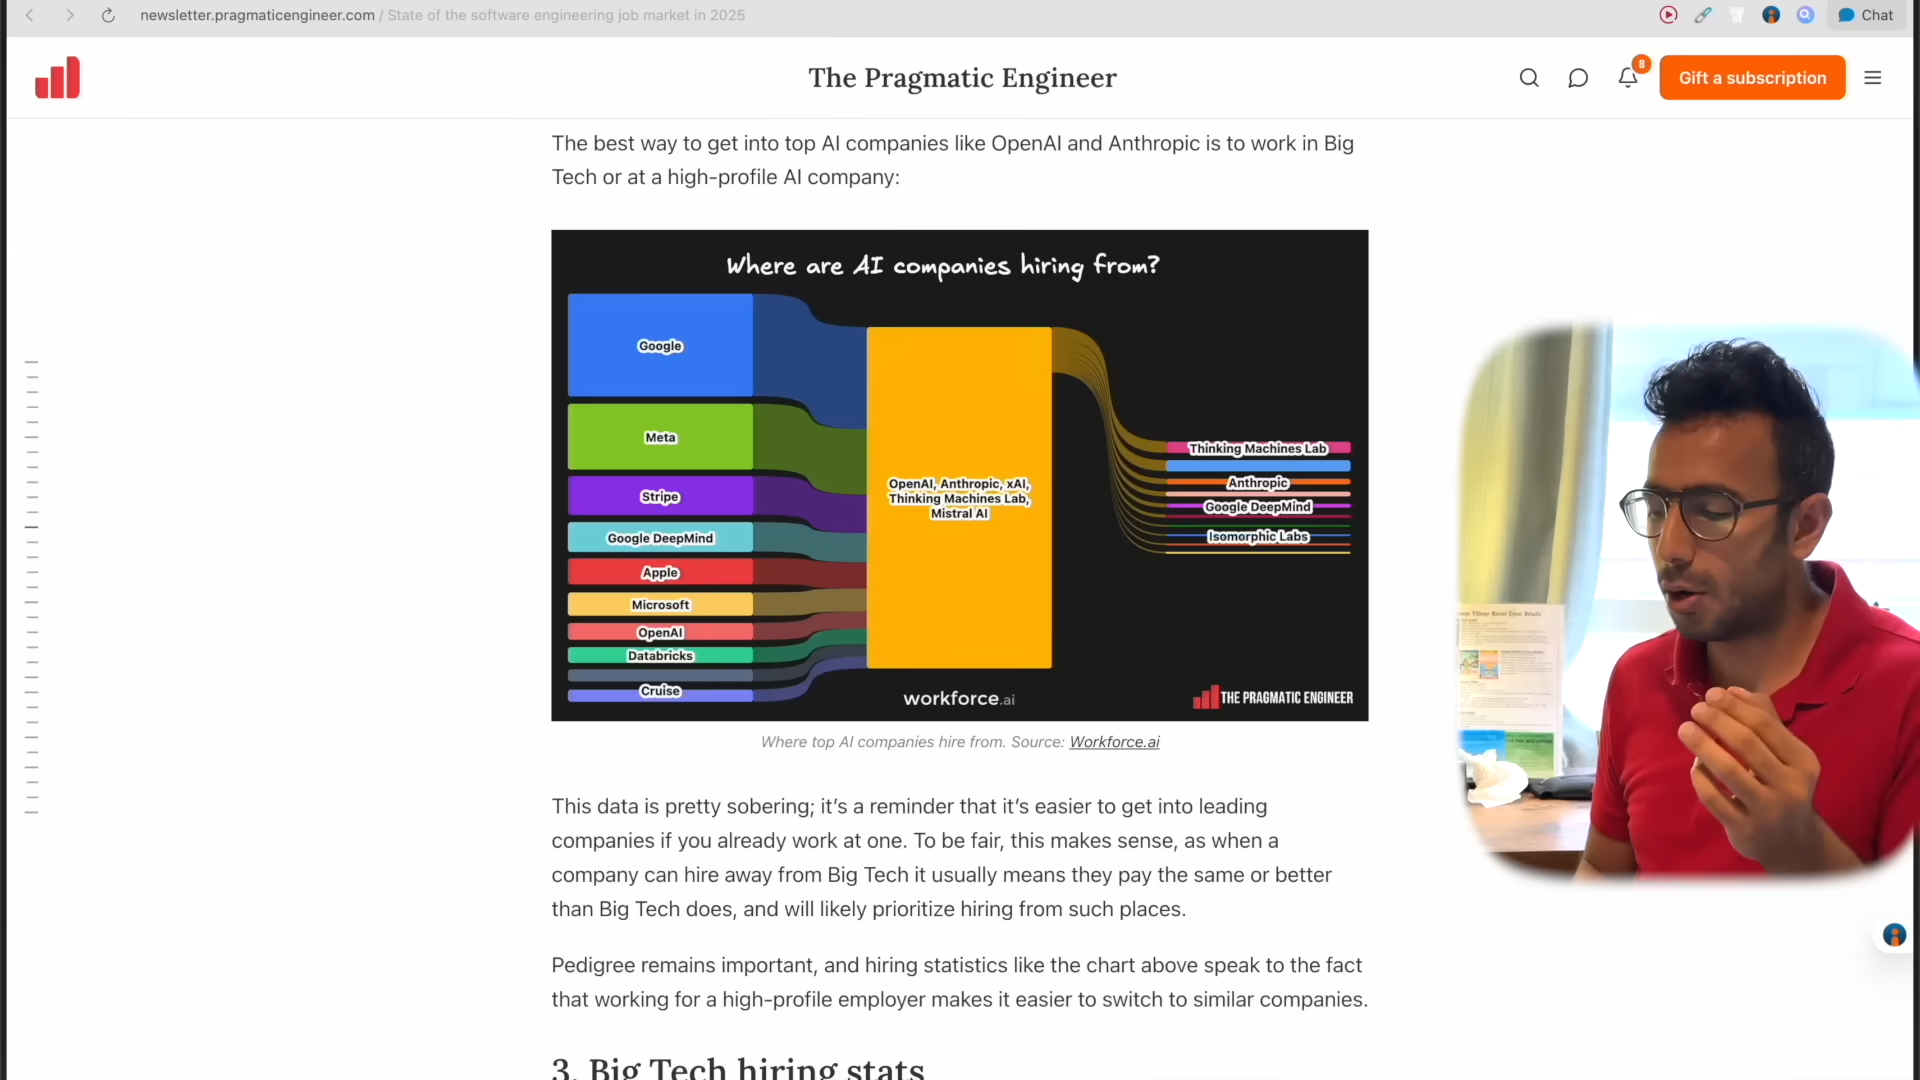 newsletter.pragmaticengineer.com / State of the software engineering job market in 2025
Chat
The Pragmatic Engineer
8
Gift a subscription
The best way to get into top AI companies like OpenAI and Anthropic is to work in Big
Tech or at a high-profile AI company:
Where are AI companies hiring from?
Google
Meta
Stripe
Google DeepMind
Apple
Microsoft
OpenAI
Databricks
Cruise
OpenAI, Anthropic, xAI,
Thinking Machines Lab,
Mistral AI
Thinking Machines Lab
Anthropic
Google DeepMind
Isomorphic Labs
workforce.ai
THE PRAGMATIC ENGINEER
Where top AI companies hire from. Source: Workforce.ai
This data is pretty sobering; it’s a reminder that it’s easier to get into leading
companies if you already work at one. To be fair, this makes sense, as when a
company can hire away from Big Tech it usually means they pay the same or better
than Big Tech does, and will likely prioritize hiring from such places.
Pedigree remains important, and hiring statistics like the chart above speak to the fact
that working for a high-profile employer makes it easier to switch to similar companies.
3. Big Tech hiring stats